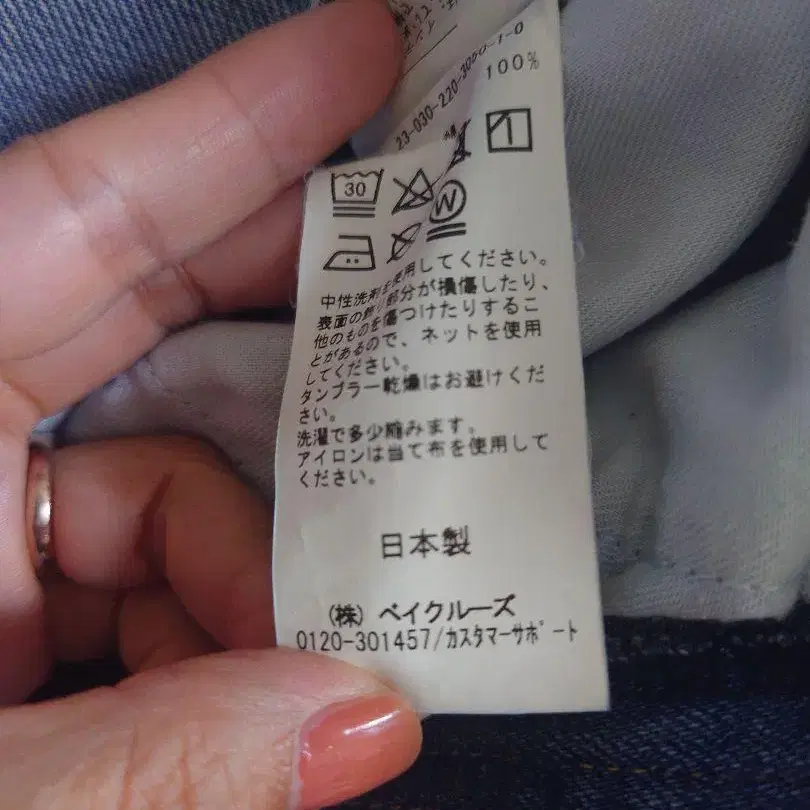 23-030-220-3000-1-0
100%
30
W
中性洗剤を使用してください。
表面の飾り部分が損傷したり、
他のものを傷つけたりするこ
とがあるので、ネットを使用
してください。
タンブラー乾燥はお避けくだ
さい。
洗濯で多少縮みます。
アイロンは当て布を使用して
ください。
日本製
(株) ベイクルーズ
0120-301457/カスタマーサポート